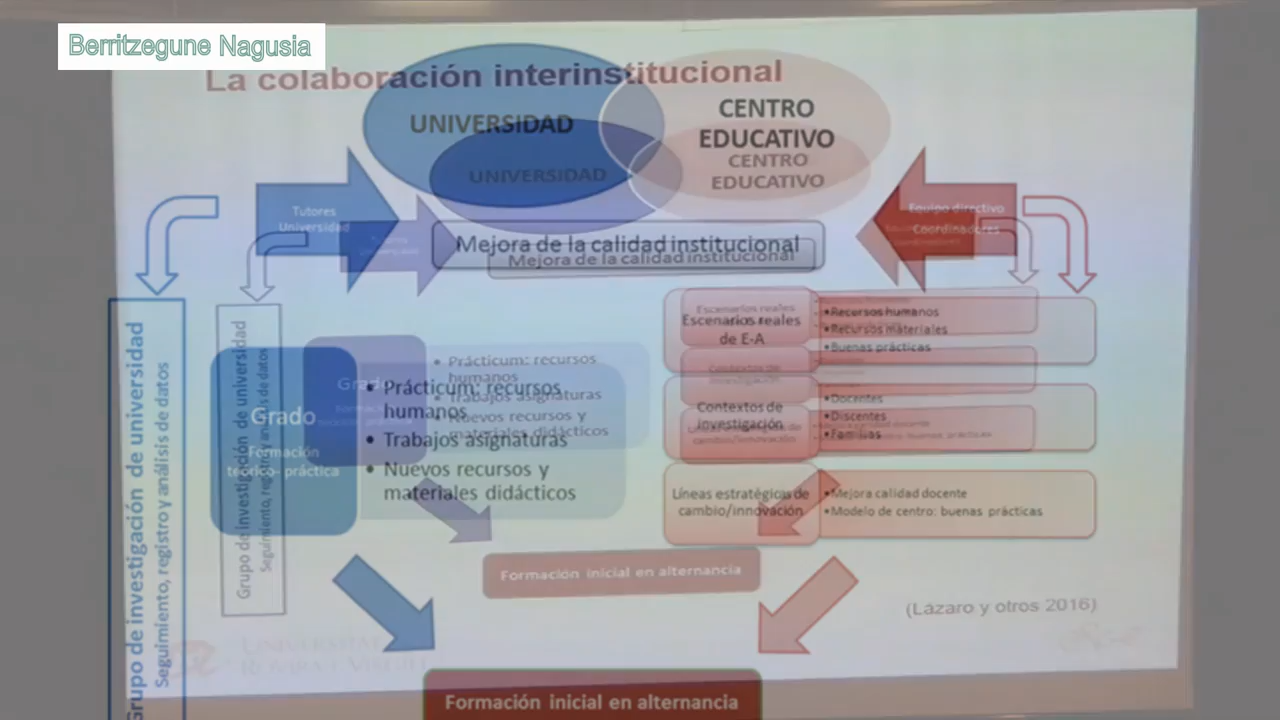 Berritzegune Nagusia
La colaboración interinstitucional
UNIVERSIDAD
CENTRO
EDUCATIVO
UNIVERSIDAD
CENTRO
EDUCATIVO
Tutores
Universidad
Equipo directivo
Coordinadores
Mejora de la calidad institucional
Mejora de la calidad institucional
Grupo de investigación de universidad
Seguimiento, registro y análisis de datos
Grupo de investigación de universidad
Seguimiento, registro y análisis de datos
Grado
Formación
teórico- práctica
• Prácticum: recursos
humanos
• Trabajos asignaturas
• Nuevos recursos y
materiales didácticos
• Prácticum: recursos
humanos
• Trabajos asignaturas
• Nuevos recursos y
materiales didácticos
Escenarios reales
Escenarios reales
de E-A
•Recursos humanos
•Recursos materiales
•Buenas prácticas
Contextos de
investigación
Contextos de
investigación
•Docentes
•Discentes
•Familias
cambio/innovación
Líneas estratégicas de
cambio/innovación
•Mejora calidad docente
•Modelo de centro: buenas prácticas
Formación inicial en alternancia
(Lázaro y otros 2016)
Formación inicial en alternancia